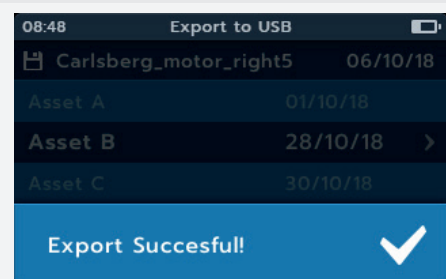 08:48 Export to USB
Carlsberg_motor_right5 06/10/18
Asset A 01/10/18
Asset B 28/10/18
Asset C 30/10/18
Export Succesful!